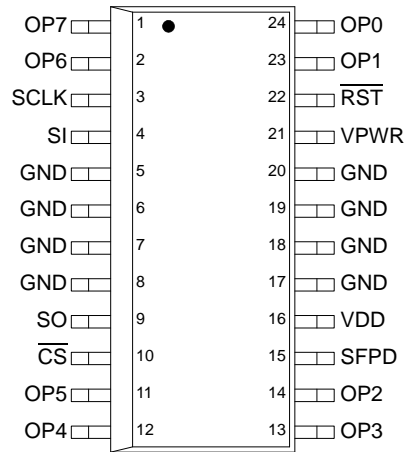 OP7 1 24 OP0
OP6 2 23 OP1
SCLK 3 22 R̅S̅T̅
SI 4 21 VPWR
GND 5 20 GND
GND 6 19 GND
GND 7 18 GND
GND 8 17 GND
SO 9 16 VDD
C̅S̅ 10 15 SFPD
OP5 11 14 OP2
OP4 12 13 OP3